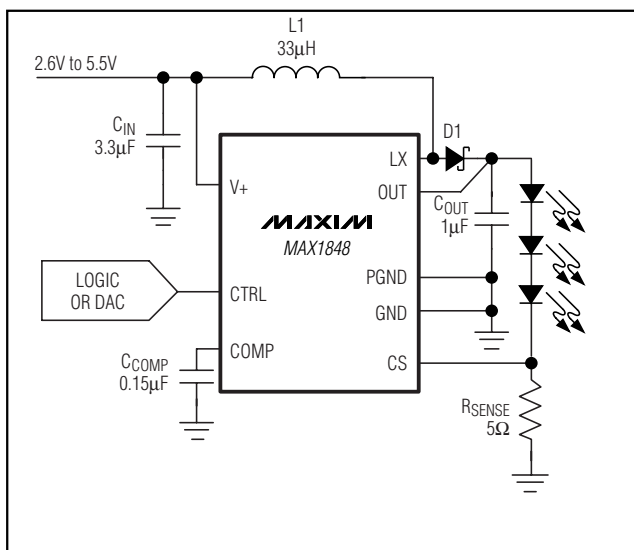 L1
33µH
2.6V to 5.5V
CIN
3.3µF
D1
LX
OUT
V+
COUT
1µF
MAXIM
MAX1848
PGND
LOGIC
OR DAC
CTRL
GND
COMP
CS
CCOMP
0.15µF
RSENSE
5Ω